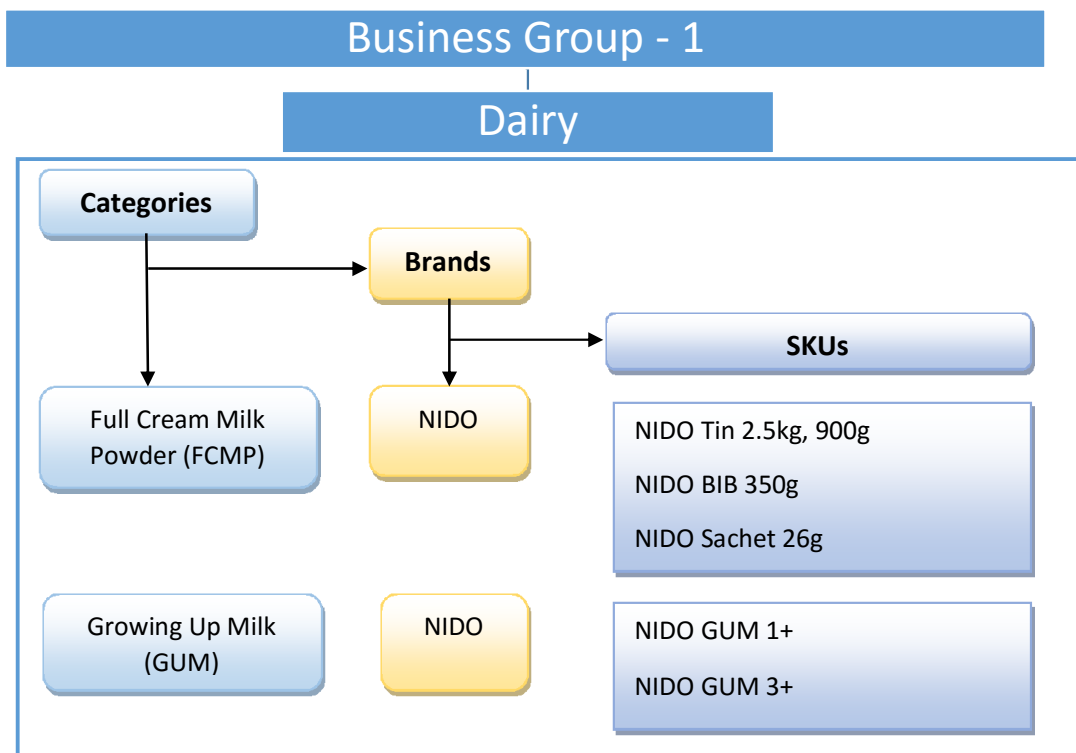 Business Group - 1
Dairy
Categories
Brands
SKUs
Full Cream Milk
Powder (FCMP)
NIDO
NIDO Tin 2.5kg, 900g
NIDO BIB 350g
NIDO Sachet 26g
Growing Up Milk
(GUM)
NIDO
NIDO GUM 1+
NIDO GUM 3+